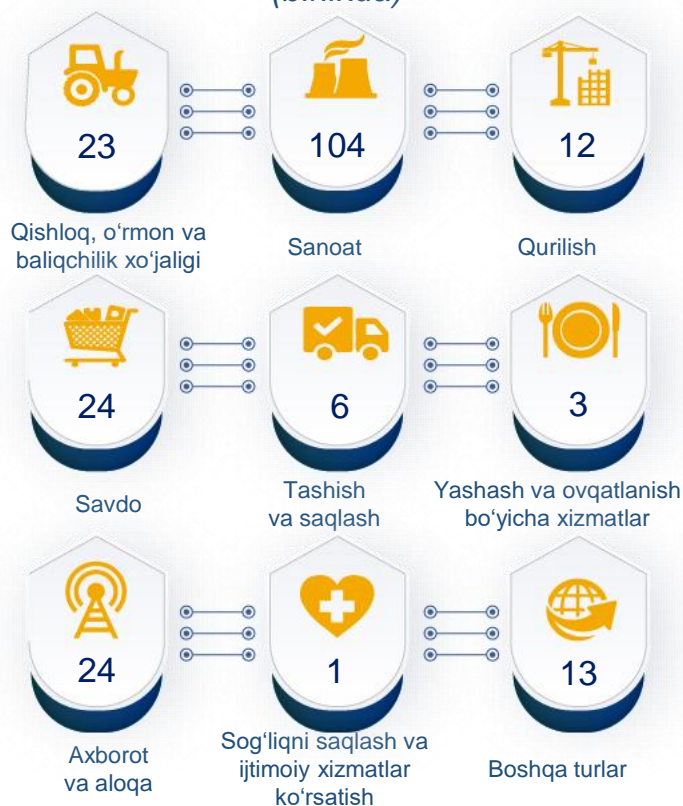 23
104
12
Qishloq, o‘rmon va
baliqchilik xo‘jaligi
Sanoat
Qurilish
24
6
3
Savdo
Tashish
va saqlash
Yashash va ovqatlanish
bo‘yicha xizmatlar
24
1
13
Axborot
va aloqa
Sog‘liqni saqlash va
ijtimoiy xizmatlar
ko‘rsatish
Boshqa turlar